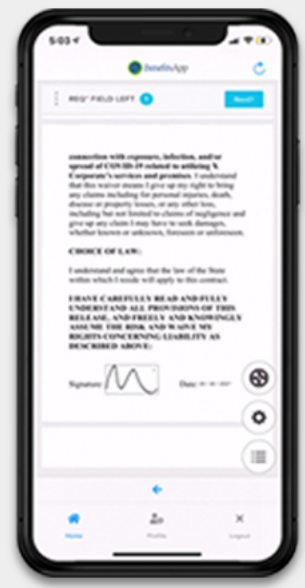 5:03
BenefitsApp
REQ* FIELD LEFT
Next!
connection with exposure, infection, and/or
spread of COVID-19 related to utilizing X
Corporate's services and premises. I understand
that this waiver means I give up my right to bring
any claims including for personal injuries, death,
disease or property losses, or any other loss,
including but not limited to claims of negligence and
give up any claim I may have to seek damages,
whether known or unknown, foreseen or unforeseen.
CHOICE OF LAW:
I understand and agree that the law of the State
within which I reside will apply to this contract.
I HAVE CAREFULLY READ AND FULLY
UNDERSTAND ALL PROVISIONS OF THIS
RELEASE, AND FREELY AND KNOWINGLY
ASSUME THE RISK AND WAIVE MY
RIGHTS CONCERNING LIABILITY AS
DESCRIBED ABOVE:
Signature: Date:
Home Profile Logout